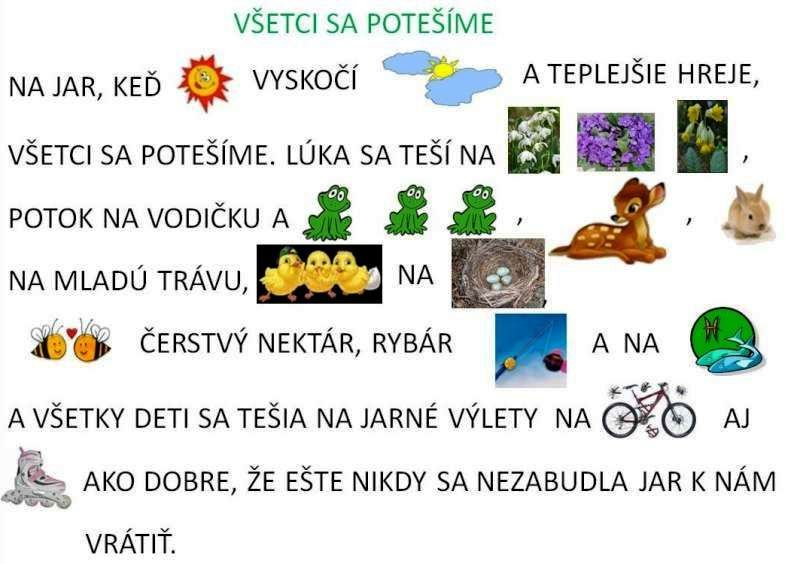 VŠETCI SA POTEŠÍME
NA JAR, KEĎ VYSKOČÍ A TEPLEJŠIE HREJE,
VŠETCI SA POTEŠÍME. LÚKA SA TEŠÍ NA ,
POTOK NA VODIČKU A , ,
NA MLADÚ TRÁVU, NA ,
ČERSTVÝ NEKTÁR, RYBÁR A NA
A VŠETKY DETI SA TEŠIA NA JARNÉ VÝLETY NA AJ
AKO DOBRE, ŽE EŠTE NIKDY SA NEZABUDLA JAR K NÁM
VRÁTIŤ.